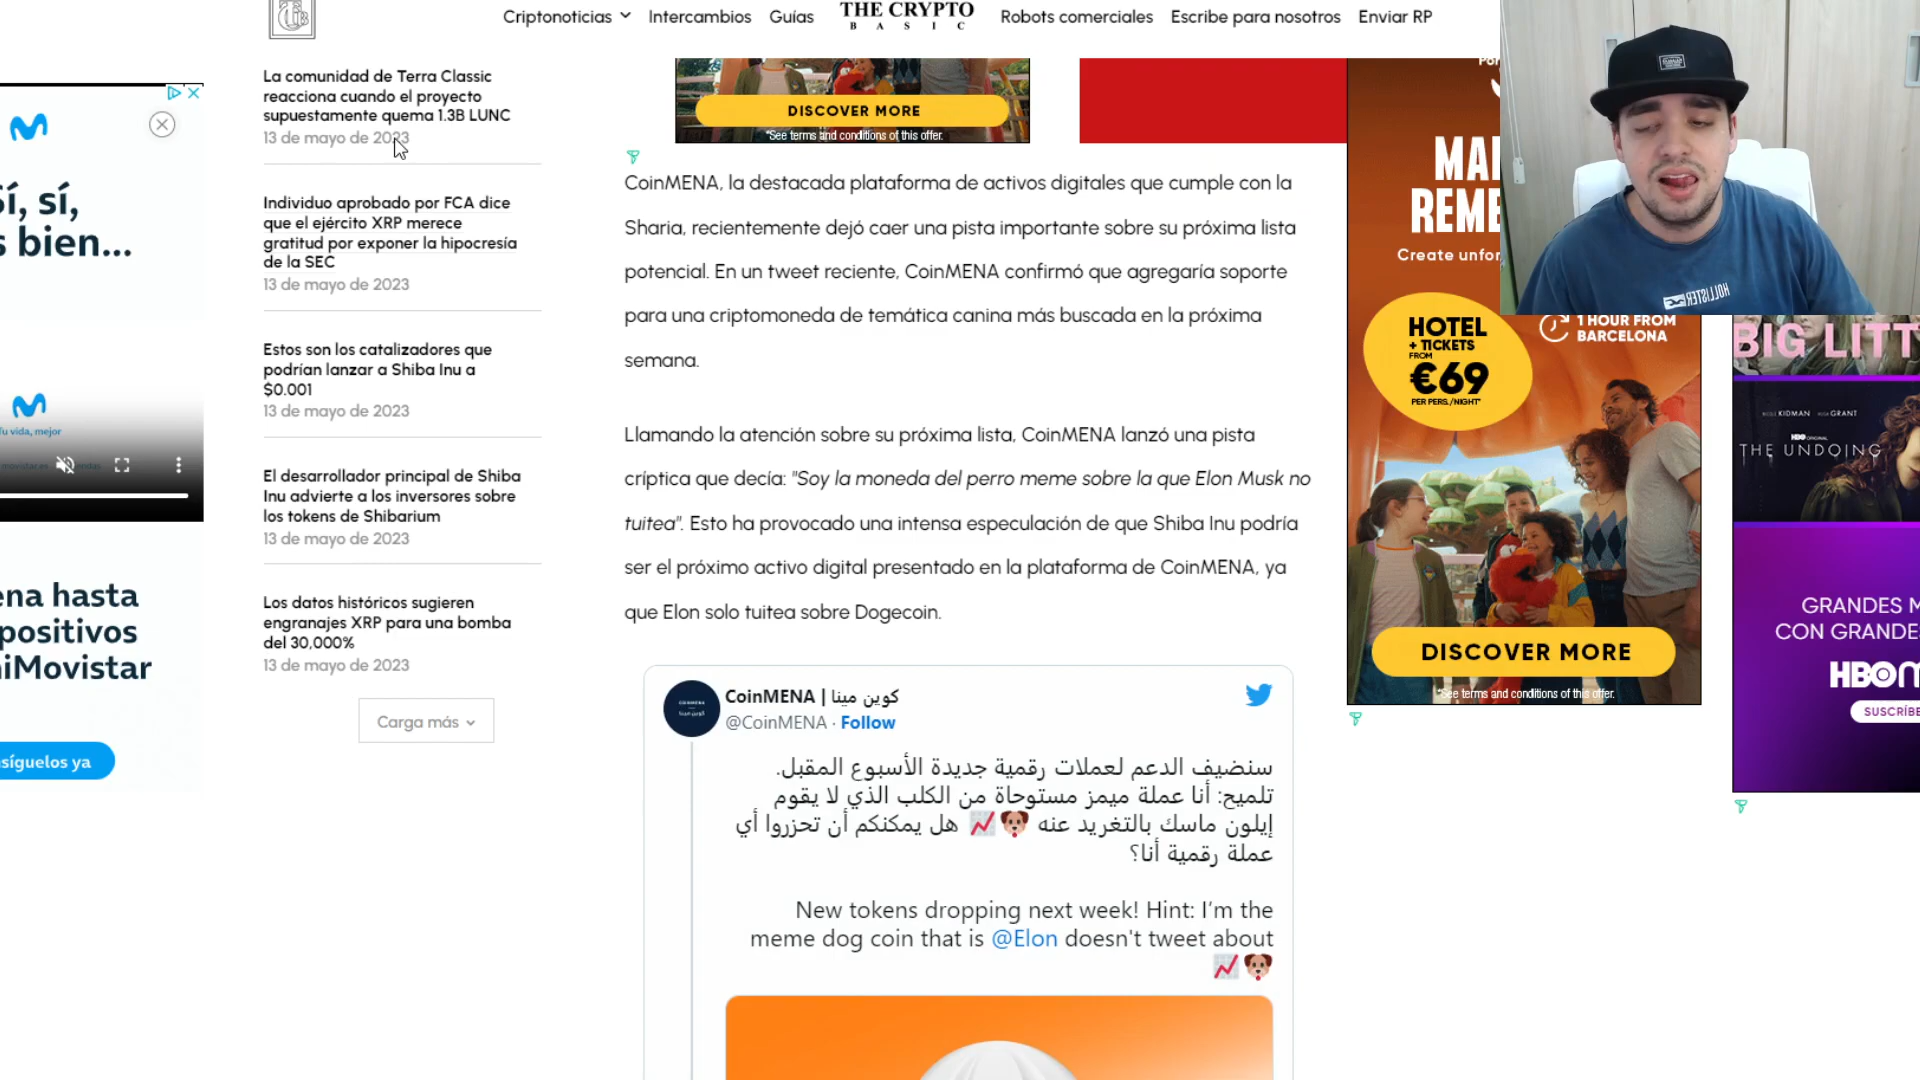 Criptonoticias
Intercambios
Guías
THE CRYPTO
BASIC
Robots comerciales
Escribe para nosotros
Enviar RP
La comunidad de Terra Classic
reacciona cuando el proyecto
supuestamente quema 1.3B LUNC
13 de mayo de 2023
Individuo aprobado por FCA dice
que el ejército XRP merece
gratitud por exponer la hipocresía
de la SEC
13 de mayo de 2023
Estos son los catalizadores que
podrían lanzar a Shiba Inu a
$0.001
13 de mayo de 2023
El desarrollador principal de Shiba
Inu advierte a los inversores sobre
los tokens de Shibarium
13 de mayo de 2023
Los datos históricos sugieren
engranajes XRP para una bomba
del 30,000%
13 de mayo de 2023
Carga más
Sí, sí,
s bien...
Tu vida, mejor
ena hasta
positivos
miMovistar
síguelos ya
DISCOVER MORE
*See terms and conditions of this offer.
CoinMENA, la destacada plataforma de activos digitales que cumple con la
Sharia, recientemente dejó caer una pista importante sobre su próxima lista
potencial. En un tweet reciente, CoinMENA confirmó que agregaría soporte
para una criptomoneda de temática canina más buscada en la próxima
semana.
Llamando la atención sobre su próxima lista, CoinMENA lanzó una pista
críptica que decía: "Soy la moneda del perro meme sobre la que Elon Musk no
tuitea". Esto ha provocado una intensa especulación de que Shiba Inu podría
ser el próximo activo digital presentado en la plataforma de CoinMENA, ya
que Elon solo tuitea sobre Dogecoin.
CoinMENA | كوين مينا
@CoinMENA · Follow
سنضيف الدعم لعملات رقمية جديدة الأسبوع المقبل.
تلميح: أنا عملة ميمز مستوحاة من الكلب الذي لا يقوم
إيلون ماسك بالتغريد عنه 🐶📈 هل يمكنكم أن تحزروا أي
عملة رقمية أنا؟
New tokens dropping next week! Hint: I'm the
meme dog coin that is @Elon doesn't tweet about
📈🐶
Por
MA
REME
Create unfor
HOTEL
+ TICKETS
FROM
€69
PER PERS./NIGHT*
1 HOUR FROM
BARCELONA
DISCOVER MORE
*See terms and conditions of this offer.
HOLLISTER
BIG LITT
NICOLE KIDMAN HUGH GRANT
HBO ORIGINAL
THE UNDOING
GRANDES M
CON GRANDES
HBOm
SUSCRÍBE